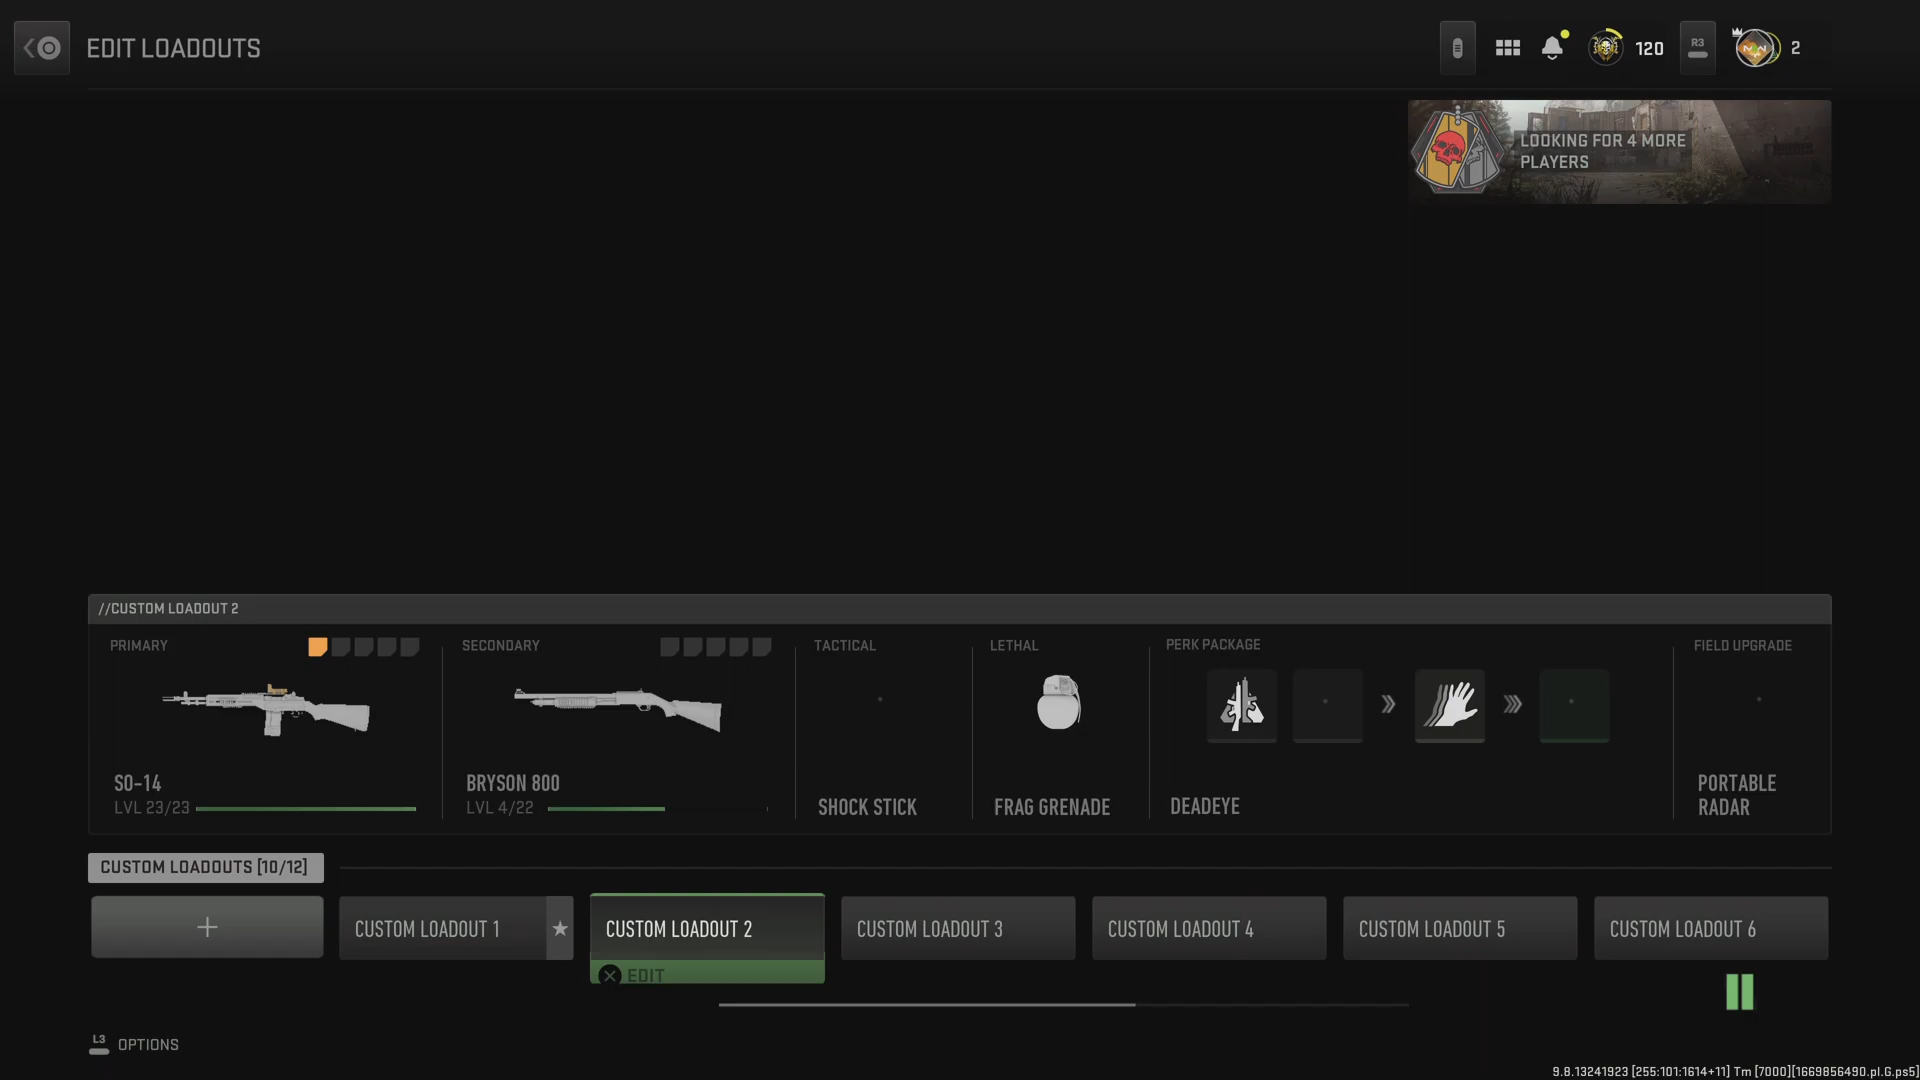 EDIT LOADOUTS
120
R3
2
LOOKING FOR 4 MORE
PLAYERS
//CUSTOM LOADOUT 2
PRIMARY
SECONDARY
TACTICAL
LETHAL
PERK PACKAGE
FIELD UPGRADE
SO-14
LVL 23/23
BRYSON 800
LVL 4/22
SHOCK STICK
FRAG GRENADE
DEADEYE
PORTABLE
RADAR
CUSTOM LOADOUTS [10/12]
CUSTOM LOADOUT 1
CUSTOM LOADOUT 2
CUSTOM LOADOUT 3
CUSTOM LOADOUT 4
CUSTOM LOADOUT 5
CUSTOM LOADOUT 6
EDIT
L3
OPTIONS
9.8.13241923 [255:101:1614+11] Tm [7000][1669856490.pl.G.ps5]